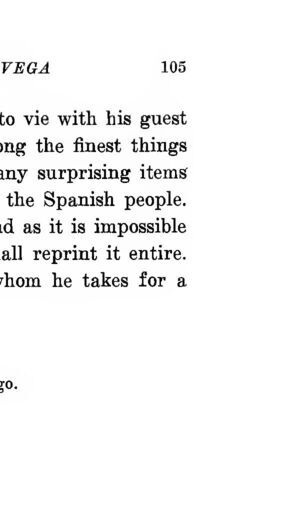 VEGA 105
to vie with his guest
ong the finest things
any surprising items
the Spanish people.
d as it is impossible
all reprint it entire.
whom he takes for a
go.